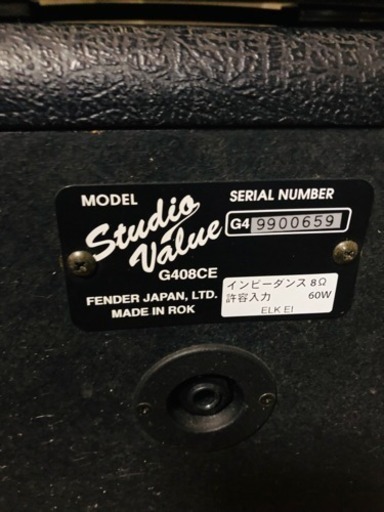 MODEL
SERIAL NUMBER
Studio
Value
G4 9900659
G408CE
FENDER JAPAN, LTD.
MADE IN ROK
インピーダンス 8Ω
許容入力 60W
ELK EI